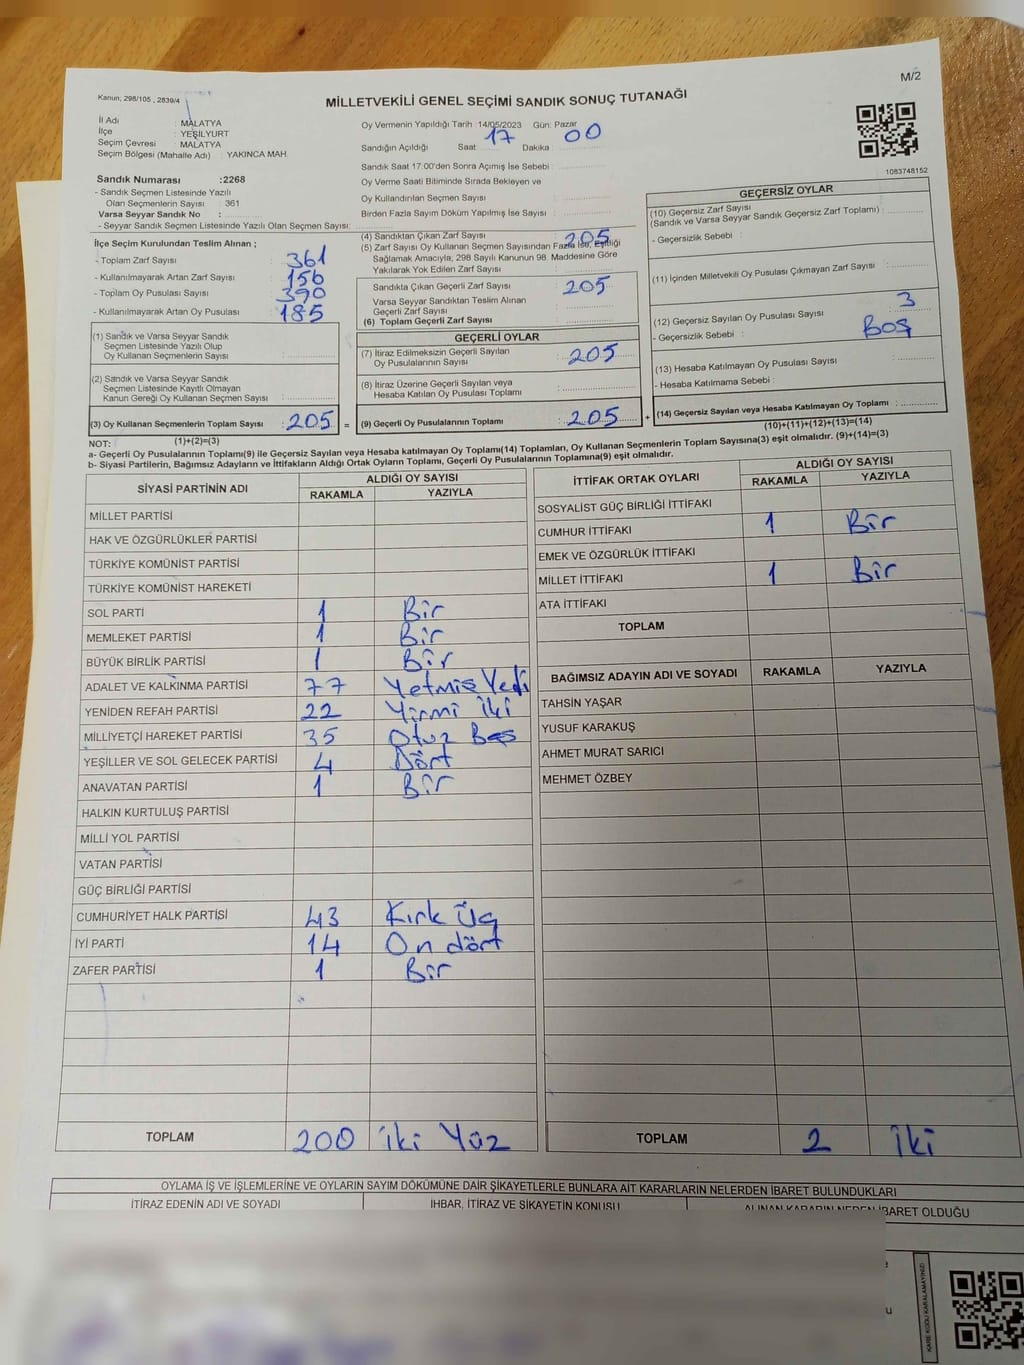 M/2
Kanun; 298/105 , 2839/4
MİLLETVEKİLİ GENEL SEÇİMİ SANDIK SONUÇ TUTANAĞI
İl Adı : MALATYA
İlçe : YEŞİLYURT
Seçim Çevresi : MALATYA
Seçim Bölgesi (Mahalle Adı) : YAKINCA MAH.
Sandık Numarası :2268
- Sandık Seçmen Listesinde Yazılı
Olan Seçmenlerin Sayısı : 361
Varsa Seyyar Sandık No :
- Seyyar Sandık Seçmen Listesinde Yazılı Olan Seçmen Sayısı:
İlçe Seçim Kurulundan Teslim Alınan ;
- Toplam Zarf Sayısı : 361
- Kullanılmayarak Artan Zarf Sayısı : 156
- Toplam Oy Pusulası Sayısı : 390
- Kullanılmayarak Artan Oy Pusulası : 185
(1) Sandık ve Varsa Seyyar Sandık
Seçmen Listesinde Yazılı Olup
Oy Kullanan Seçmenlerin Sayısı :
(2) Sandık ve Varsa Seyyar Sandık
Seçmen Listesinde Kayıtlı Olmayan
Kanun Gereği Oy Kullanan Seçmen Sayısı :
(3) Oy Kullanan Seçmenlerin Toplam Sayısı : 205 =
(1)+(2)=(3)
Oy Vermenin Yapıldığı Tarih : 14/05/2023 Gün: Pazar
Sandığın Açıldığı Saat : 17 Dakika : 00
Sandık Saat 17:00'den Sonra Açılmış İse Sebebi :
Oy Verme Saati Bitiminde Sırada Bekleyen ve
Oy Kullandırılan Seçmen Sayısı :
Birden Fazla Sayım Döküm Yapılmış İse Sayısı :
(4) Sandıktan Çıkan Zarf Sayısı : 205
(5) Zarf Sayısı Oy Kullanan Seçmen Sayısından Fazla İse, Eşitliği
Sağlamak Amacıyla, 298 Sayılı Kanunun 98. Maddesine Göre
Yakılarak Yok Edilen Zarf Sayısı :
Sandıkta Çıkan Geçerli Zarf Sayısı : 205
Varsa Seyyar Sandıktan Teslim Alınan
Geçerli Zarf Sayısı :
(6) Toplam Geçerli Zarf Sayısı :
GEÇERLİ OYLAR
(7) İtiraz Edilmeksizin Geçerli Sayılan
Oy Pusulalarının Sayısı : 205
(8) İtiraz Üzerine Geçerli Sayılan veya
Hesaba Katılan Oy Pusulası Toplamı :
(9) Geçerli Oy Pusulalarının Toplamı : 205 +
1083748152
GEÇERSİZ OYLAR
(10) Geçersiz Zarf Sayısı
(Sandık ve Varsa Seyyar Sandık Geçersiz Zarf Toplamı) :
- Geçersizlik Sebebi :
(11) İçinden Milletvekili Oy Pusulası Çıkmayan Zarf Sayısı :
(12) Geçersiz Sayılan Oy Pusulası Sayısı : 3
- Geçersizlik Sebebi : Boş
(13) Hesaba Katılmayan Oy Pusulası Sayısı :
- Hesaba Katılmama Sebebi :
(14) Geçersiz Sayılan veya Hesaba Katılmayan Oy Toplamı :
(10)+(11)+(12)+(13)=(14)
NOT:
a- Geçerli Oy Pusulalarının Toplamı(9) ile Geçersiz Sayılan veya Hesaba katılmayan Oy Toplamı(14) Toplamları, Oy Kullanan Seçmenlerin Toplam Sayısına(3) eşit olmalıdır. (9)+(14)=(3)
b- Siyasi Partilerin, Bağımsız Adayların ve İttifakların Aldığı Ortak Oyların Toplamı, Geçerli Oy Pusulalarının Toplamına(9) eşit olmalıdır.
SİYASİ PARTİNİN ADI ALDIĞI OY SAYISI
RAKAMLA YAZIYLA
MİLLET PARTİSİ
HAK VE ÖZGÜRLÜKLER PARTİSİ
TÜRKİYE KOMÜNİST PARTİSİ
TÜRKİYE KOMÜNİST HAREKETİ
SOL PARTİ 1 Bir
MEMLEKET PARTİSİ 1 Bir
BÜYÜK BİRLİK PARTİSİ 1 Bir
ADALET VE KALKINMA PARTİSİ 77 Yetmiş Yedi
YENİDEN REFAH PARTİSİ 22 Yirmi İki
MİLLİYETÇİ HAREKET PARTİSİ 35 Otuz Beş
YEŞİLLER VE SOL GELECEK PARTİSİ 4 Dört
ANAVATAN PARTİSİ 1 Bir
HALKIN KURTULUŞ PARTİSİ
MİLLİ YOL PARTİSİ
VATAN PARTİSİ
GÜÇ BİRLİĞİ PARTİSİ
CUMHURİYET HALK PARTİSİ 43 Kırk Üç
İYİ PARTİ 14 On dört
ZAFER PARTİSİ 1 Bir
TOPLAM 200 İki Yüz
İTTİFAK ORTAK OYLARI ALDIĞI OY SAYISI
RAKAMLA YAZIYLA
SOSYALİST GÜÇ BİRLİĞİ İTTİFAKI
CUMHUR İTTİFAKI 1 Bir
EMEK VE ÖZGÜRLÜK İTTİFAKI
MİLLET İTTİFAKI 1 Bir
ATA İTTİFAKI
TOPLAM
BAĞIMSIZ ADAYIN ADI VE SOYADI RAKAMLA YAZIYLA
TAHSİN YAŞAR
YUSUF KARAKUŞ
AHMET MURAT SARICI
MEHMET ÖZBEY
TOPLAM 2 İki
OYLAMA İŞ VE İŞLEMLERİNE VE OYLARIN SAYIM DÖKÜMÜNE DAİR ŞİKAYETLERLE BUNLARA AİT KARARLARIN NELERDEN İBARET BULUNDUKLARI
İTİRAZ EDENİN ADI VE SOYADI İHBAR, İTİRAZ VE ŞİKAYETİN KONUSU ALINAN KARARIN NEDEN İBARET OLDUĞU
KARE KODU KARALAMAYINIZ!